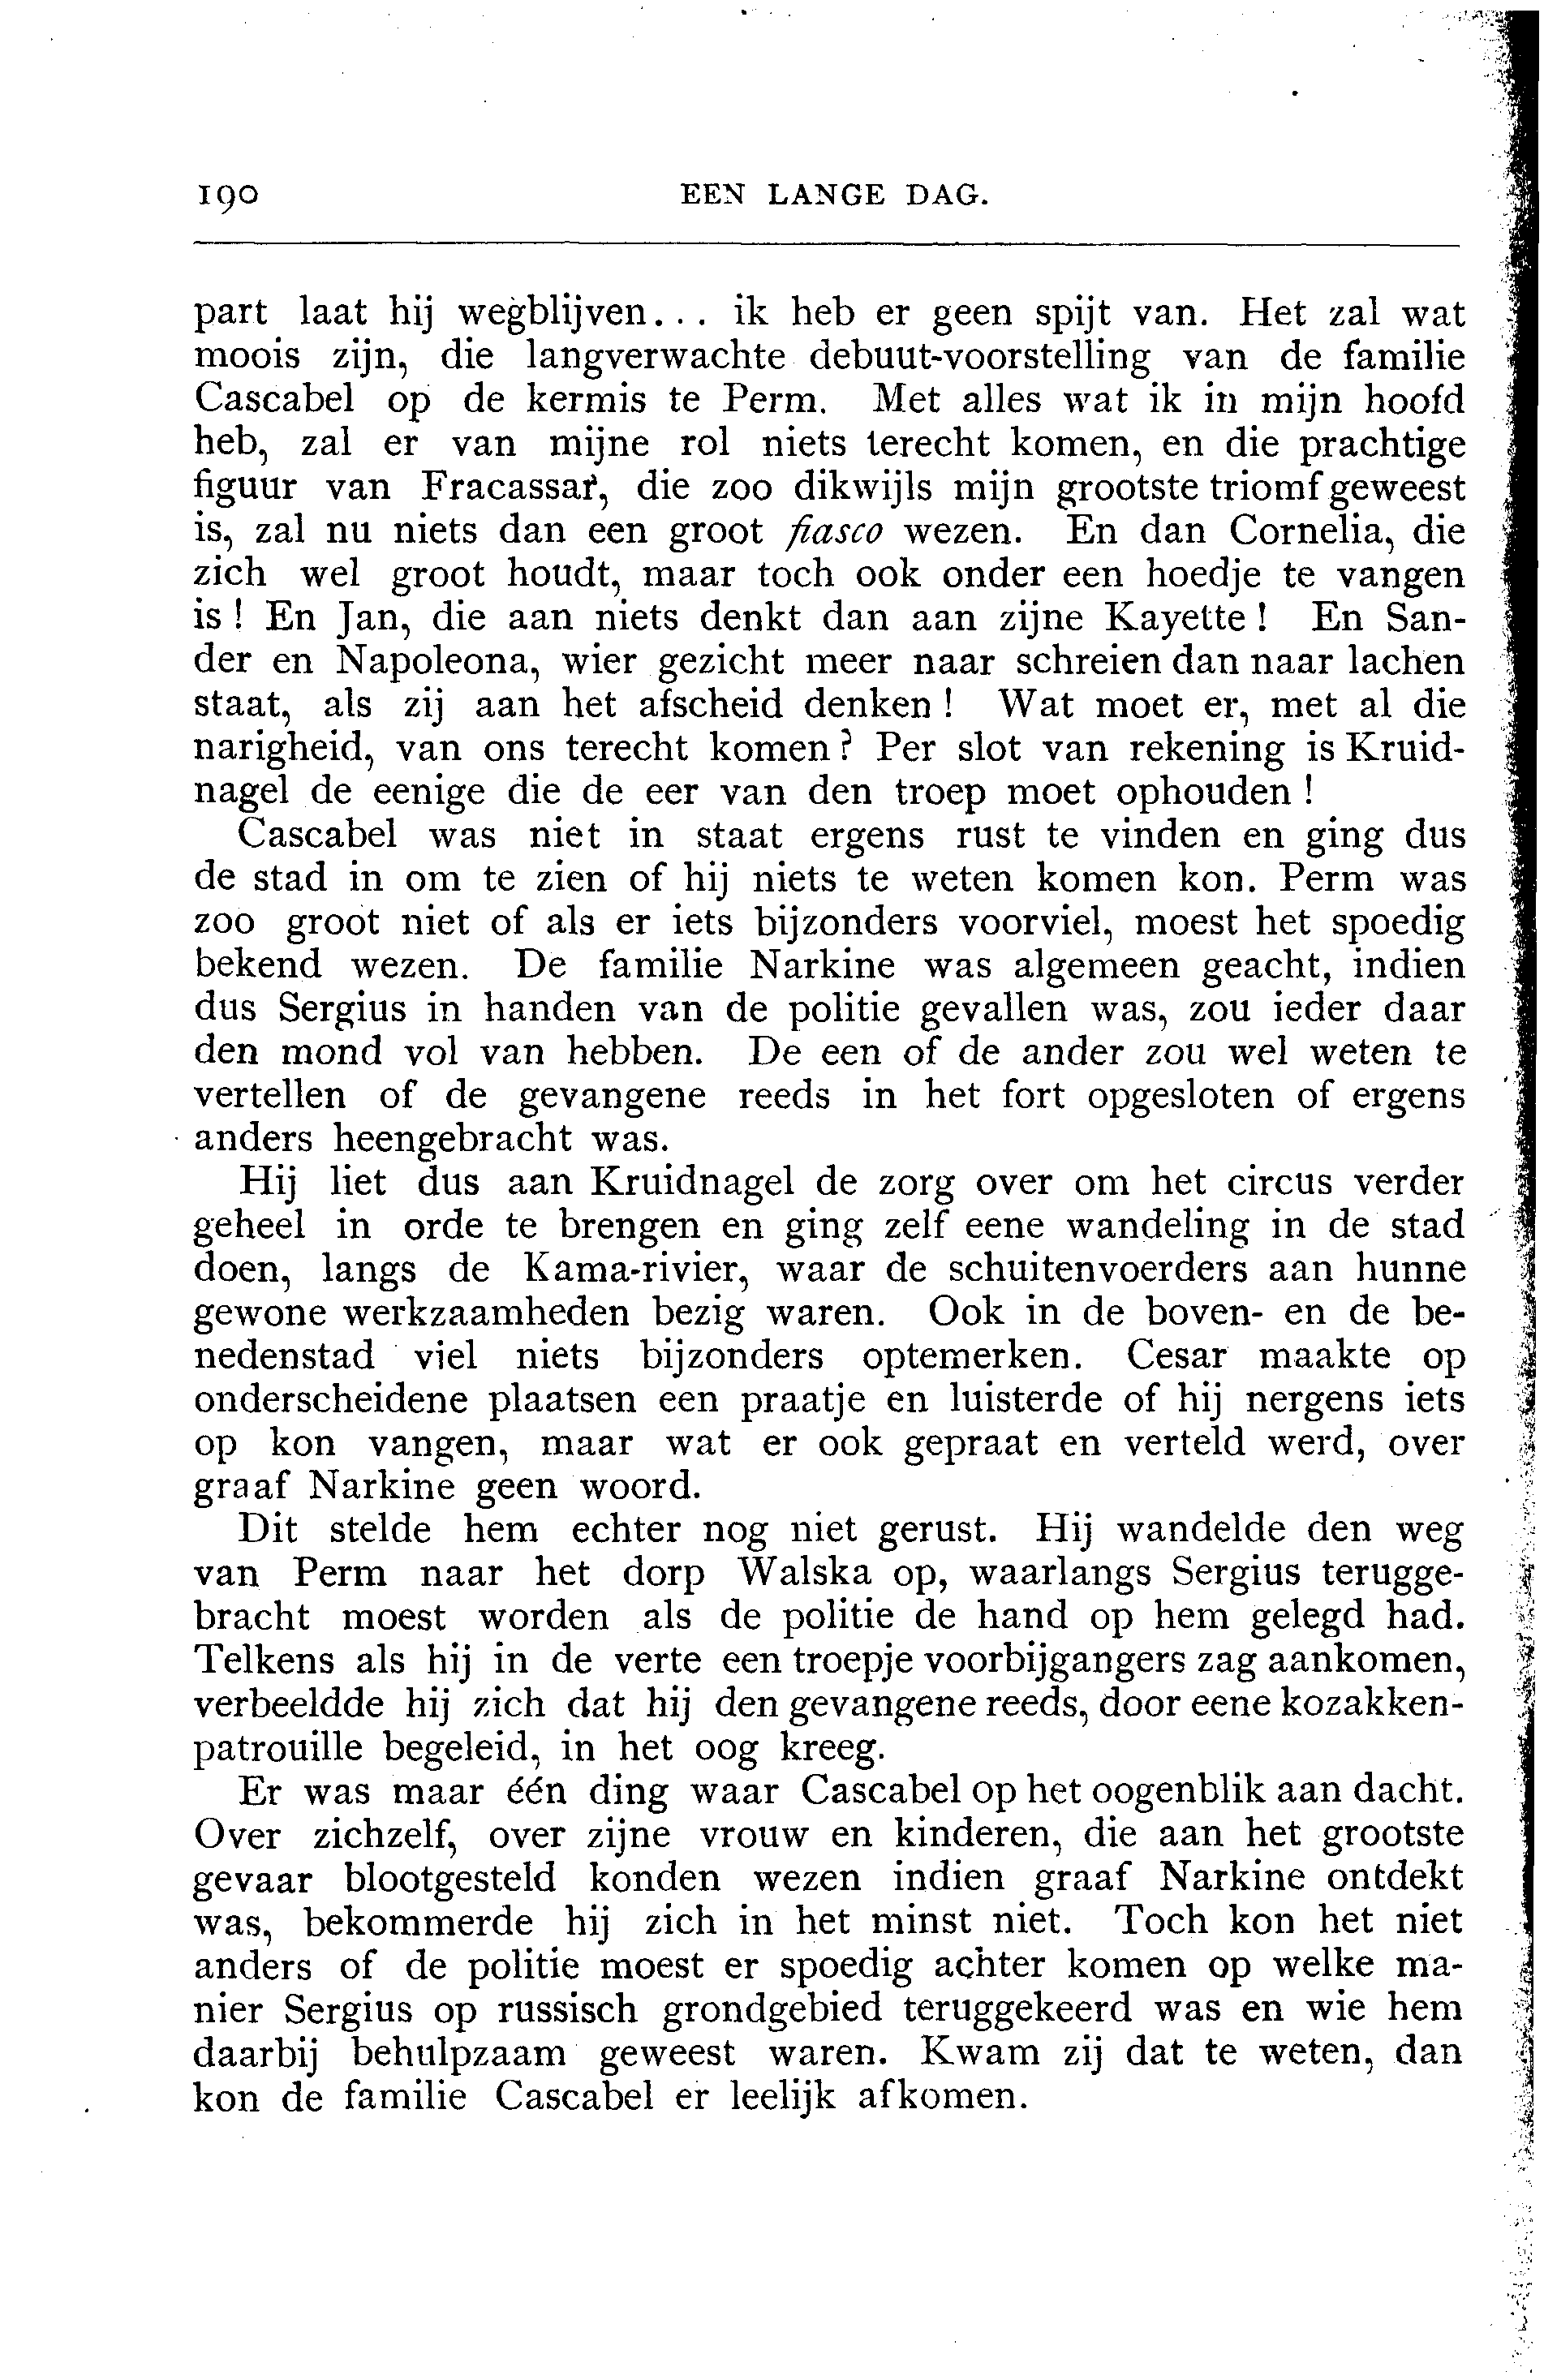 190 EEN LANGE DAG.
part laat hij wegblijven... ik heb er geen spijt van. Het zal wat
moois zijn, die langverwachte debuut-voorstelling van de familie
Cascabel op de kermis te Perm. Met alles wat ik in mijn hoofd
heb, zal er van mijne rol niets terecht komen, en die prachtige
figuur van Fracassar, die zoo dikwijls mijn grootste triomf geweest
is, zal nu niets dan een groot fiasco wezen. En dan Cornelia, die
zich wel groot houdt, maar toch ook onder een hoedje te vangen
is! En Jan, die aan niets denkt dan aan zijne Kayette! En San-
der en Napoleona, wier gezicht meer naar schreien dan naar lachen
staat, als zij aan het afscheid denken! Wat moet er, met al die
narigheid, van ons terecht komen? Per slot van rekening is Kruid-
nagel de eenige die de eer van den troep moet ophouden!
Cascabel was niet in staat ergens rust te vinden en ging dus
de stad in om te zien of hij niets te weten komen kon. Perm was
zoo groot niet of als er iets bijzonders voorviel, moest het spoedig
bekend wezen. De familie Narkine was algemeen geacht, indien
dus Sergius in handen van de politie gevallen was, zou ieder daar
den mond vol van hebben. De een of de ander zou wel weten te
vertellen of de gevangene reeds in het fort opgesloten of ergens
anders heengebracht was.
Hij liet dus aan Kruidnagel de zorg over om het circus verder
geheel in orde te brengen en ging zelf eene wandeling in de stad
doen, langs de Kama-rivier, waar de schuitenvoerders aan hunne
gewone werkzaamheden bezig waren. Ook in de boven- en de be-
nedenstad viel niets bijzonders optemerken. Cesar maakte op
onderscheidene plaatsen een praatje en luisterde of hij nergens iets
op kon vangen, maar wat er ook gepraat en verteld werd, over
graaf Narkine geen woord.
Dit stelde hem echter nog niet gerust. Hij wandelde den weg
van Perm naar het dorp Walska op, waarlangs Sergius terugge-
bracht moest worden als de politie de hand op hem gelegd had.
Telkens als hij in de verte een troepje voorbijgangers zag aankomen,
verbeeldde hij zich dat hij den gevangene reeds, door eene kozakken-
patrouille begeleid, in het oog kreeg.
Er was maar één ding waar Cascabel op het oogenblik aan dacht.
Over zichzelf, over zijne vrouw en kinderen, die aan het grootste
gevaar blootgesteld konden wezen indien graaf Narkine ontdekt
was, bekommerde hij zich in het minst niet. Toch kon het niet
anders of de politie moest er spoedig achter komen op welke ma-
nier Sergius op russisch grondgebied teruggekeerd was en wie hem
daarbij behulpzaam geweest waren. Kwam zij dat te weten, dan
kon de familie Cascabel er leelijk afkomen.